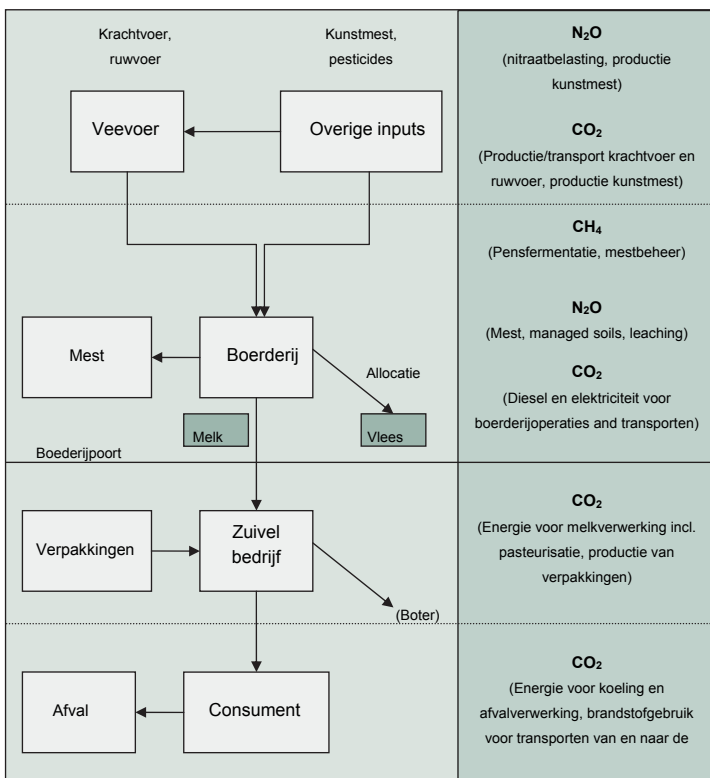 Krachtvoer,
ruwvoer
Kunstmest,
pesticides
Veevoer
Overige inputs
N₂O
(nitraatbelasting, productie
kunstmest)
CO₂
(Productie/transport krachtvoer en
ruwvoer, productie kunstmest)
Mest
Boerderij
Allocatie
Melk
Vlees
Boederijpoort
CH₄
(Pensfermentatie, mestbeheer)
N₂O
(Mest, managed soils, leaching)
CO₂
(Diesel en elektriciteit voor
boerderijoperaties and transporten)
Verpakkingen
Zuivel
bedrijf
(Boter)
CO₂
(Energie voor melkverwerking incl.
pasteurisatie, productie van
verpakkingen)
Afval
Consument
CO₂
(Energie voor koeling en
afvalverwerking, brandstofgebruik
voor transporten van en naar de